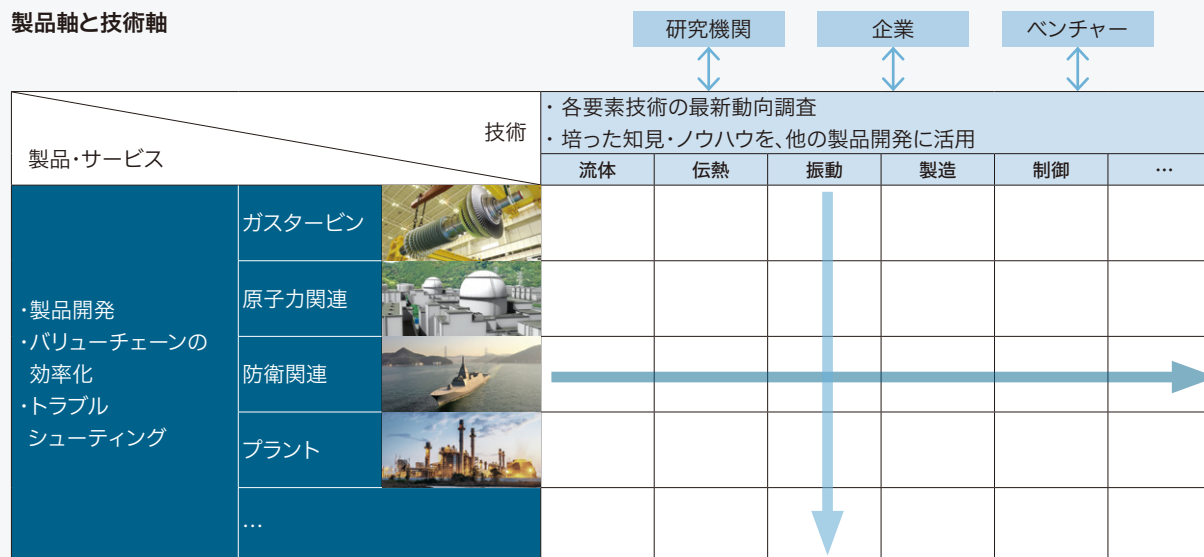 製品軸と技術軸
研究機関
企業
ベンチャー
技術
製品・サービス
・各要素技術の最新動向調査
・培った知見・ノウハウを、他の製品開発に活用
流体
伝熱
振動
製造
制御
…
・製品開発
・バリューチェーンの
効率化
・トラブル
シューティング
ガスタービン
原子力関連
防衛関連
プラント
…